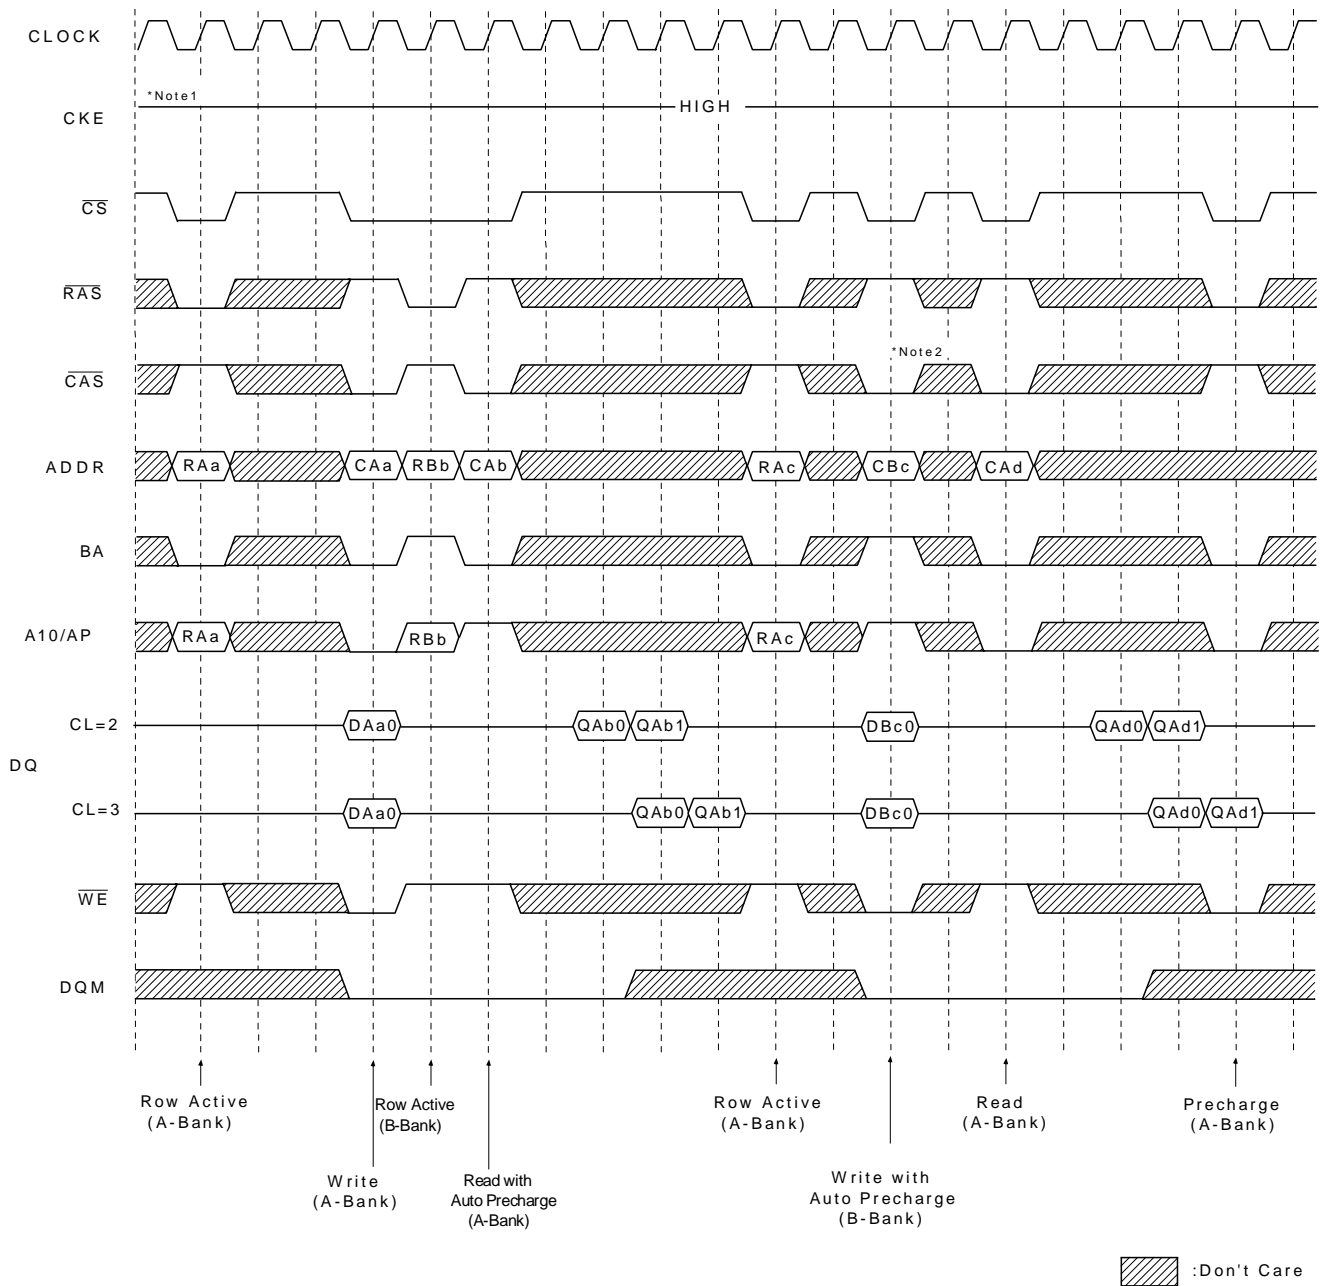 CLOCK
*Note1
HIGH
CKE
CS
RAS
*Note2
CAS
ADDR RAa CAa RBb CAb RAc CBc CAd
BA
A10/AP RAa RBb RAc
CL=2 DAa0 QAb0 QAb1 DBc0 QAd0 QAd1
DQ
CL=3 DAa0 QAb0 QAb1 DBc0 QAd0 QAd1
WE
DQM
Row Active
(A-Bank)
Row Active
(B-Bank)
Row Active
(A-Bank)
Read
(A-Bank)
Precharge
(A-Bank)
Write
(A-Bank)
Read with
Auto Precharge
(A-Bank)
Write with
Auto Precharge
(B-Bank)
:Don't Care